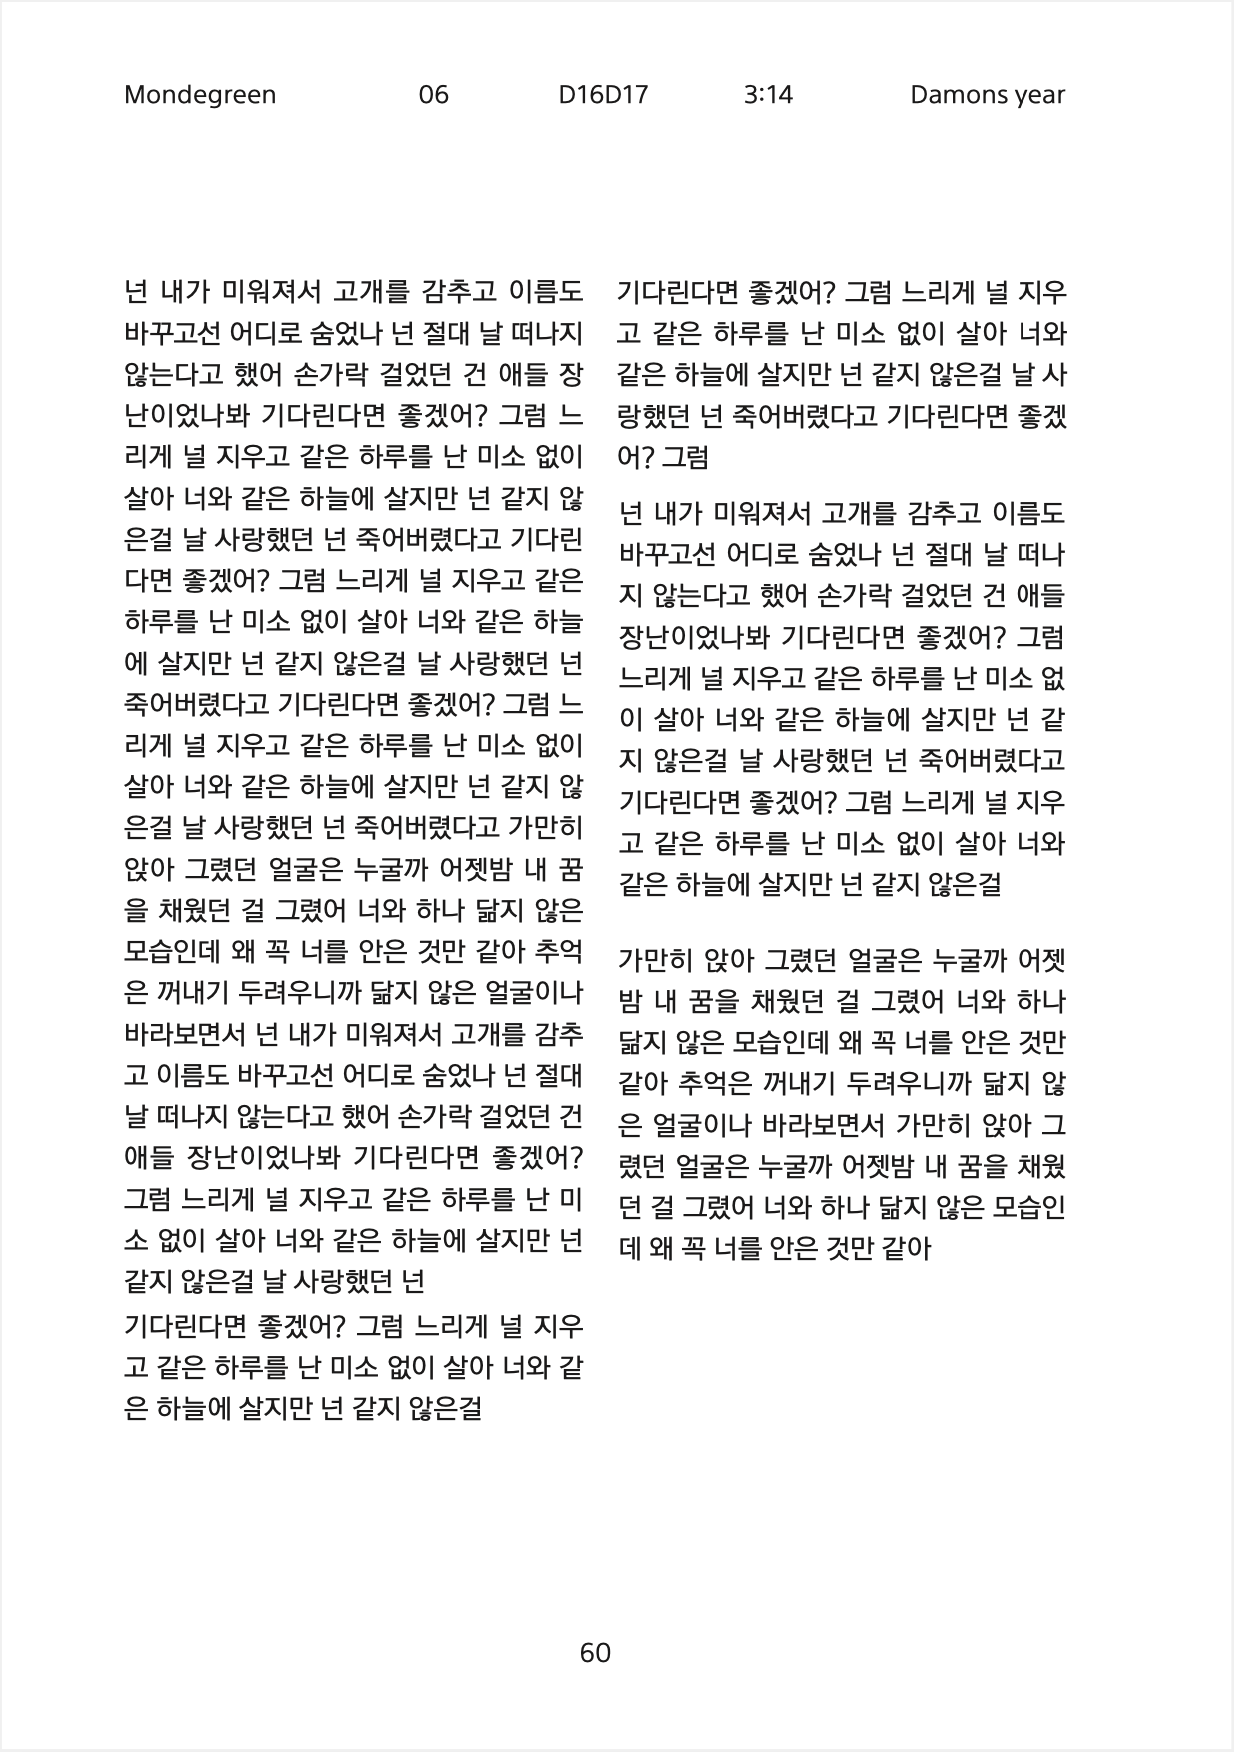 Mondegreen 06 D16D17 3:14 Damons year
넌 내가 미워져서 고개를 감추고 이름도
바꾸고선 어디로 숨었나 넌 절대 날 떠나지
않는다고 했어 손가락 걸었던 건 애들 장
난이었나봐 기다린다면 좋겠어? 그럼 느
리게 널 지우고 같은 하루를 난 미소 없이
살아 너와 같은 하늘에 살지만 넌 같지 않
은걸 날 사랑했던 넌 죽어버렸다고 기다린
다면 좋겠어? 그럼 느리게 널 지우고 같은
하루를 난 미소 없이 살아 너와 같은 하늘
에 살지만 넌 같지 않은걸 날 사랑했던 넌
죽어버렸다고 기다린다면 좋겠어? 그럼 느
리게 널 지우고 같은 하루를 난 미소 없이
살아 너와 같은 하늘에 살지만 넌 같지 않
은걸 날 사랑했던 넌 죽어버렸다고 가만히
앉아 그렸던 얼굴은 누굴까 어젯밤 내 꿈
을 채웠던 걸 그렸어 너와 하나 닮지 않은
모습인데 왜 꼭 너를 안은 것만 같아 추억
은 꺼내기 두려우니까 닮지 않은 얼굴이나
바라보면서 넌 내가 미워져서 고개를 감추
고 이름도 바꾸고선 어디로 숨었나 넌 절대
날 떠나지 않는다고 했어 손가락 걸었던 건
애들 장난이었나봐 기다린다면 좋겠어?
그럼 느리게 널 지우고 같은 하루를 난 미
소 없이 살아 너와 같은 하늘에 살지만 넌
같지 않은걸 날 사랑했던 넌
기다린다면 좋겠어? 그럼 느리게 널 지우
고 같은 하루를 난 미소 없이 살아 너와 같
은 하늘에 살지만 넌 같지 않은걸
기다린다면 좋겠어? 그럼 느리게 널 지우
고 같은 하루를 난 미소 없이 살아 너와
같은 하늘에 살지만 넌 같지 않은걸 날 사
랑했던 넌 죽어버렸다고 기다린다면 좋겠
어? 그럼
넌 내가 미워져서 고개를 감추고 이름도
바꾸고선 어디로 숨었나 넌 절대 날 떠나
지 않는다고 했어 손가락 걸었던 건 애들
장난이었나봐 기다린다면 좋겠어? 그럼
느리게 널 지우고 같은 하루를 난 미소 없
이 살아 너와 같은 하늘에 살지만 넌 같
지 않은걸 날 사랑했던 넌 죽어버렸다고
기다린다면 좋겠어? 그럼 느리게 널 지우
고 같은 하루를 난 미소 없이 살아 너와
같은 하늘에 살지만 넌 같지 않은걸
가만히 앉아 그렸던 얼굴은 누굴까 어젯
밤 내 꿈을 채웠던 걸 그렸어 너와 하나
닮지 않은 모습인데 왜 꼭 너를 안은 것만
같아 추억은 꺼내기 두려우니까 닮지 않
은 얼굴이나 바라보면서 가만히 앉아 그
렸던 얼굴은 누굴까 어젯밤 내 꿈을 채웠
던 걸 그렸어 너와 하나 닮지 않은 모습인
데 왜 꼭 너를 안은 것만 같아
60